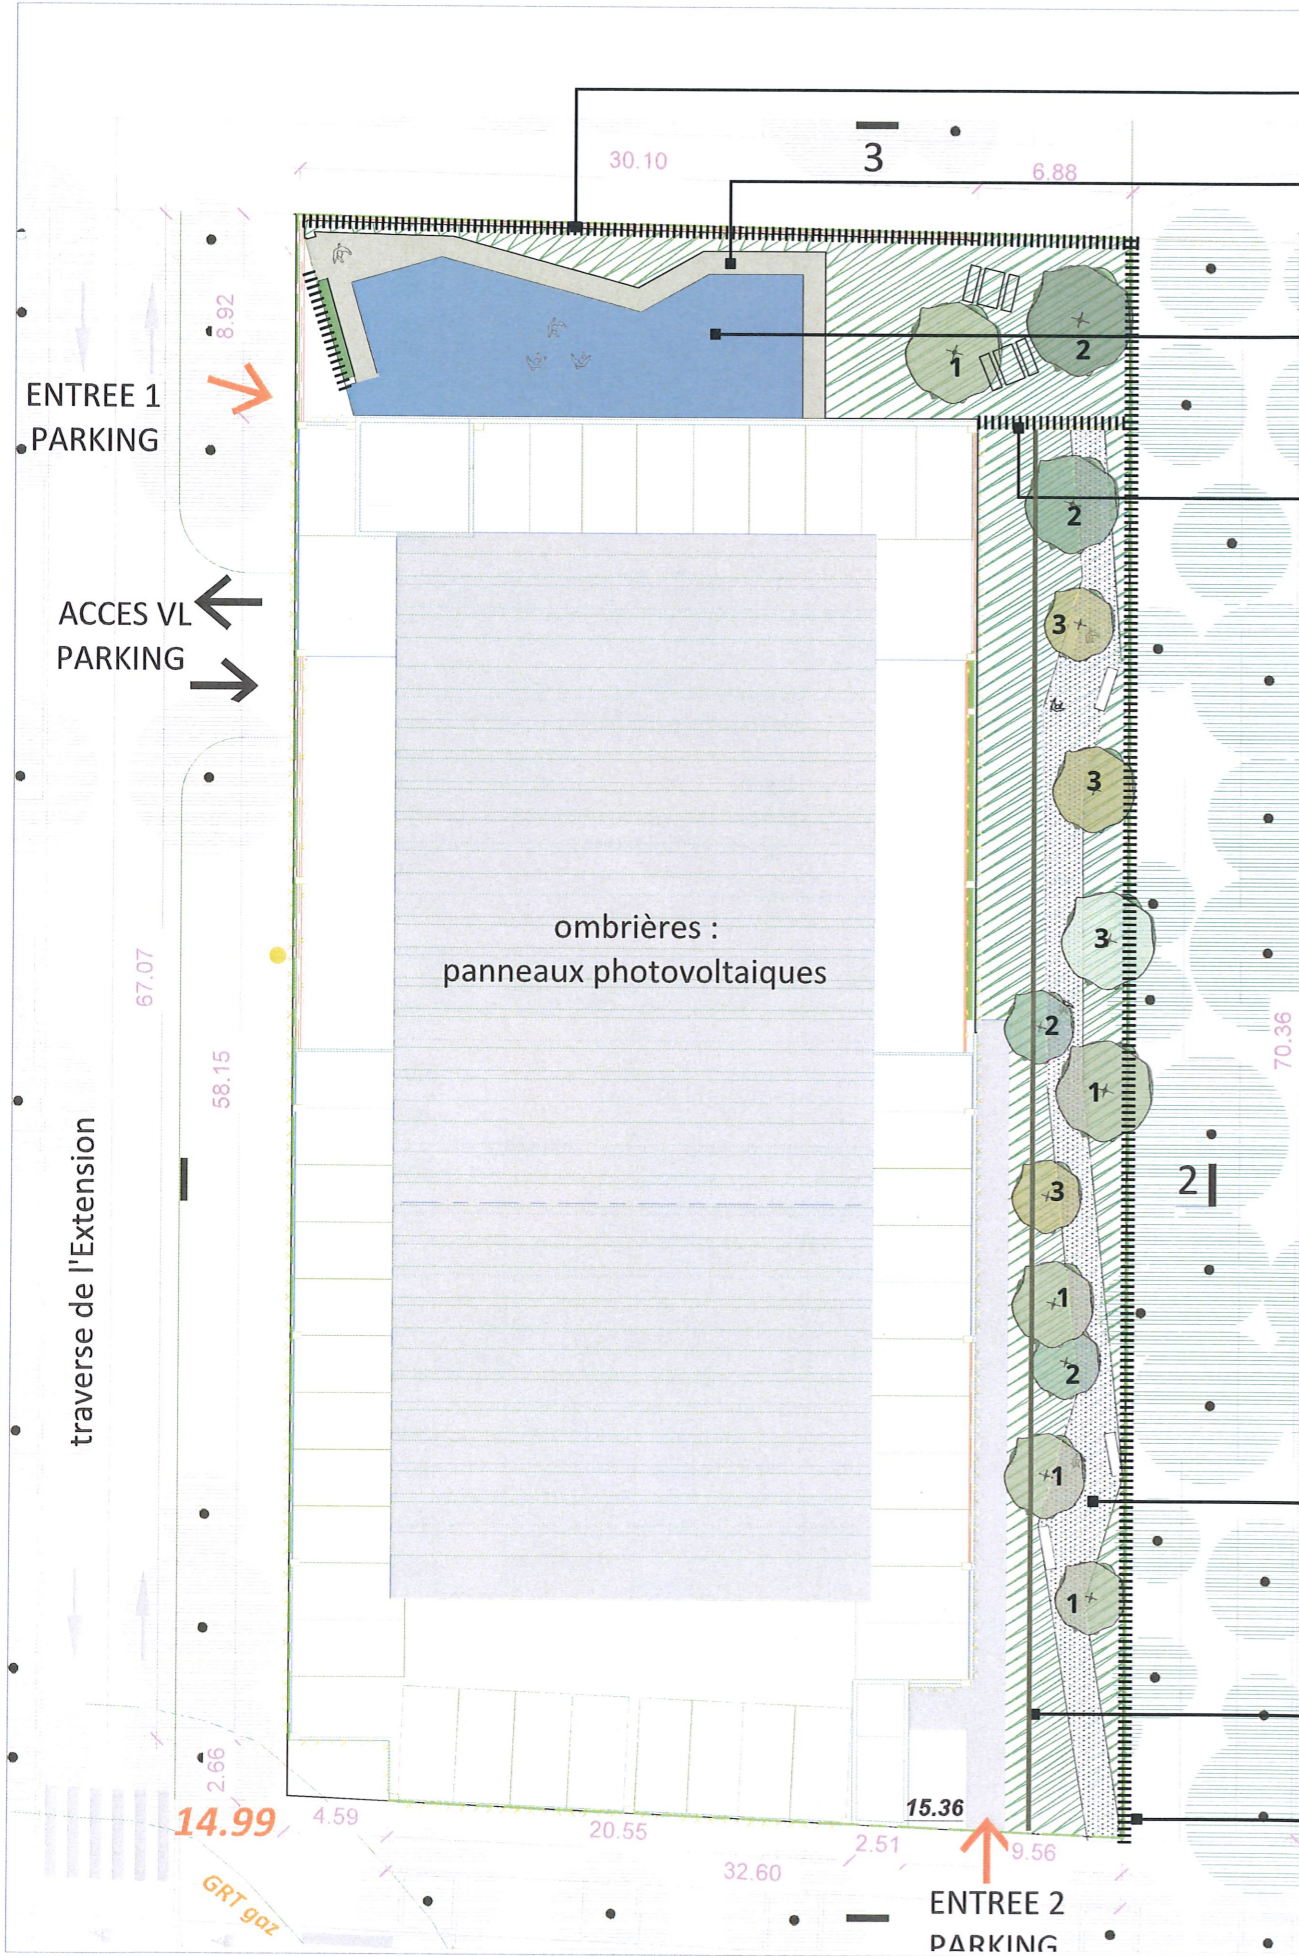 3
30.10
6.88
8.92
ENTREE 1
PARKING
1
2
2
ACCES VL
PARKING
3
3
ombrières :
panneaux photovoltaiques
3
67.07
2
70.36
58.15
1
traverse de l'Extension
3
2
1
2
1
1
2.66
14.99
4.59
20.55
15.36
2.51
9.56
32.60
GRT gaz
ENTREE 2
PARKING